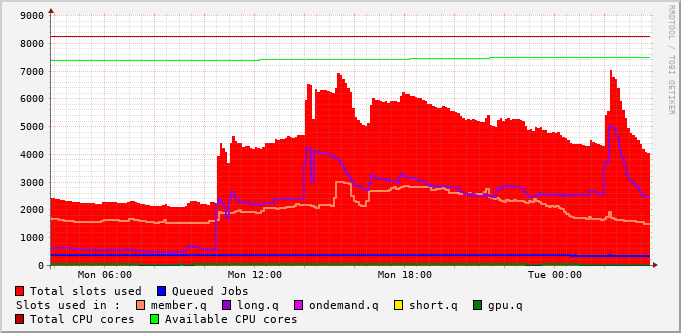 9000
8000
7000
6000
5000
4000
3000
2000
1000
0
Mon 06:00 Mon 12:00 Mon 18:00 Tue 00:00
RRDTOOL / TOBI OETIKER
Total slots used Queued Jobs
Slots used in : member.q long.q ondemand.q short.q gpu.q
Total CPU cores Available CPU cores